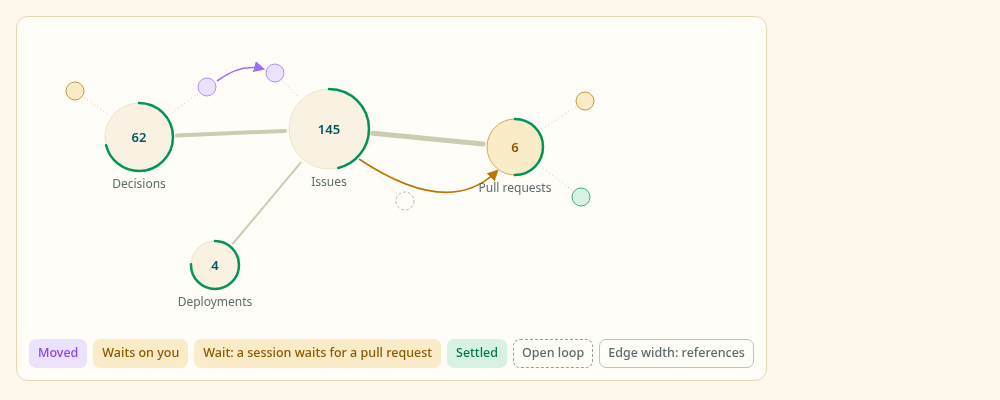 62
Decisions
145
Issues
6
Pull requests
4
Deployments
Moved
Waits on you
Wait: a session waits for a pull request
Settled
Open loop
Edge width: references